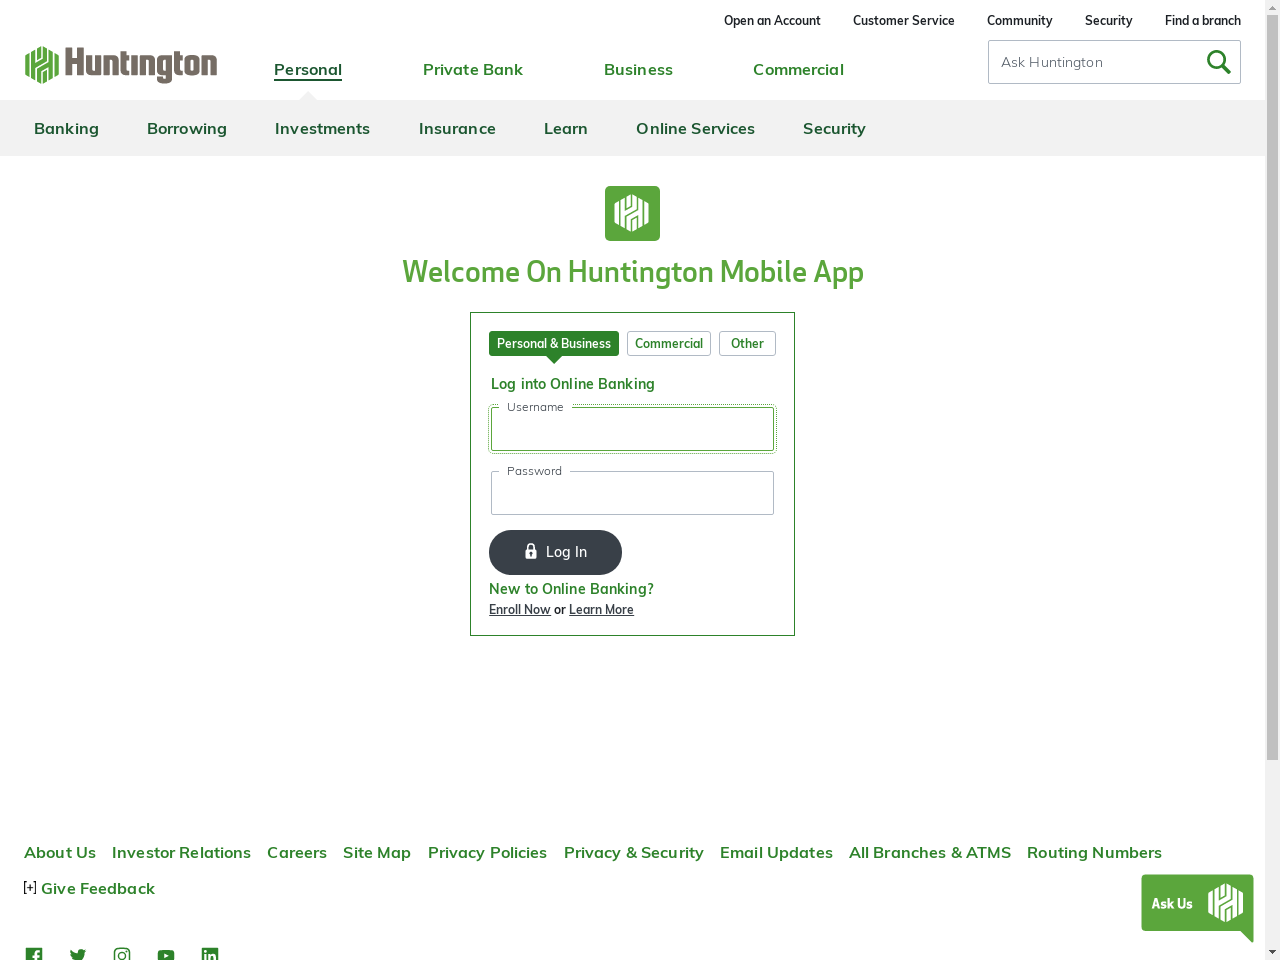 Open an Account Customer Service Community Security Find a branch
Huntington Personal Private Bank Business Commercial Ask Huntington
Banking Borrowing Investments Insurance Learn Online Services Security
Welcome On Huntington Mobile App
Personal & Business Commercial Other
Log into Online Banking
Username
Password
Log In
New to Online Banking?
Enroll Now or Learn More
About Us Investor Relations Careers Site Map Privacy Policies Privacy & Security Email Updates All Branches & ATMS Routing Numbers
[+] Give Feedback
Ask Us